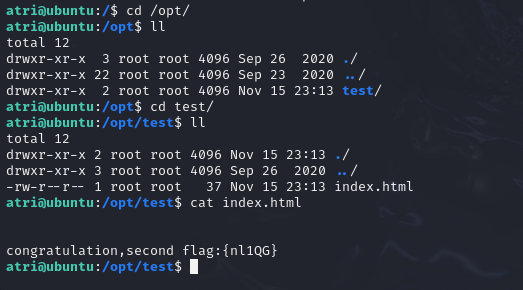 atri@ubuntu:/$ cd /opt/
atri@ubuntu:/opt$ ll
total 12
drwxr-xr-x  3 root root 4096 Sep 26  2020 ./
drwxr-xr-x 22 root root 4096 Sep 23  2020 ../
drwxr-xr-x  2 root root 4096 Nov 15 23:13 test/
atri@ubuntu:/opt$ cd test/
atri@ubuntu:/opt/test$ ll
total 12
drwxr-xr-x 2 root root 4096 Nov 15 23:13 ./
drwxr-xr-x 3 root root 4096 Sep 26  2020 ../
-rw-r--r-- 1 root root   37 Nov 15 23:13 index.html
atri@ubuntu:/opt/test$ cat index.html
congratulation,second flag:{nl1QG}
atri@ubuntu:/opt/test$